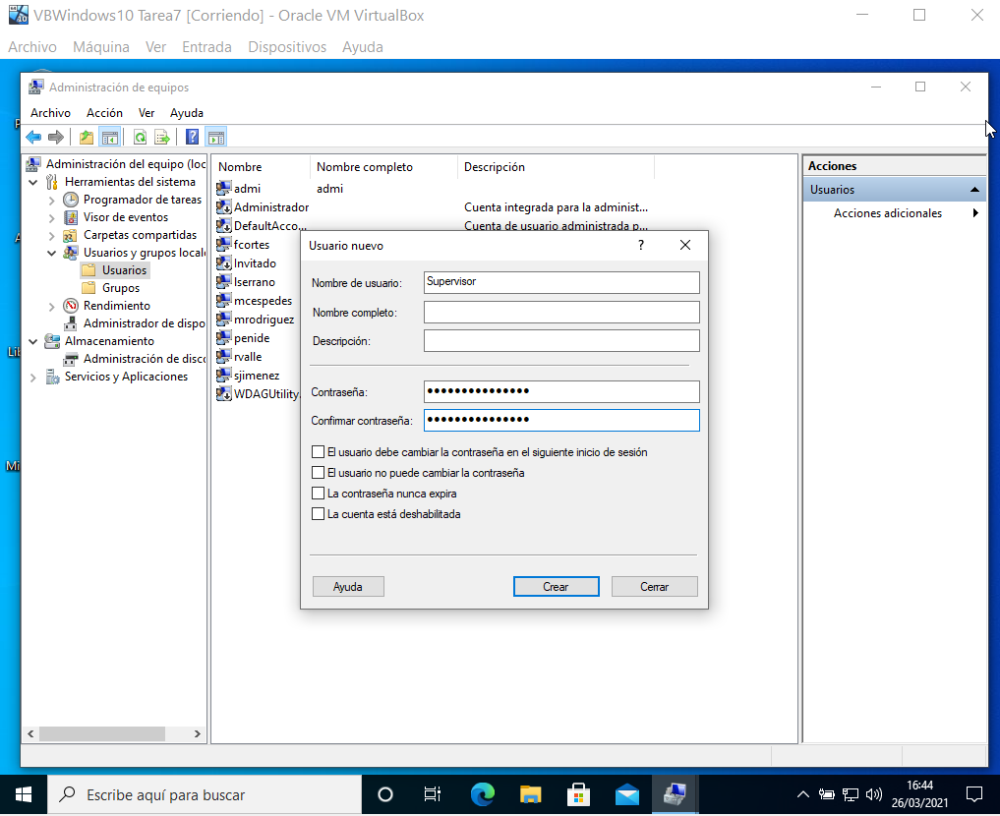 VBWindows10 Tarea7 [Corriendo] - Oracle VM VirtualBox
Archivo Máquina Ver Entrada Dispositivos Ayuda
Administración de equipos
Archivo Acción Ver Ayuda
Administración del equipo (loc
Herramientas del sistema
Programador de tareas
Visor de eventos
Carpetas compartidas
Usuarios y grupos locale
Usuarios
Grupos
Rendimiento
Administrador de dispo
Almacenamiento
Administración de disco
Servicios y Aplicaciones
Nombre Nombre completo Descripción
admi admi
Administrador Cuenta integrada para la administ...
DefaultAcco... Cuenta de usuario administrada p...
fcortes
Invitado
lserrano
mcespedes
mrodriguez
penide
rvalle
sjimenez
WDAGUtility
Acciones
Usuarios
Acciones adicionales
Usuario nuevo
Nombre de usuario: Supervisor
Nombre completo:
Descripción:
Contraseña: •••••••••••••••
Confirmar contraseña: •••••••••••••••
El usuario debe cambiar la contraseña en el siguiente inicio de sesión
El usuario no puede cambiar la contraseña
La contraseña nunca expira
La cuenta está deshabilitada
Ayuda Crear Cerrar
Escribe aquí para buscar
16:44
26/03/2021